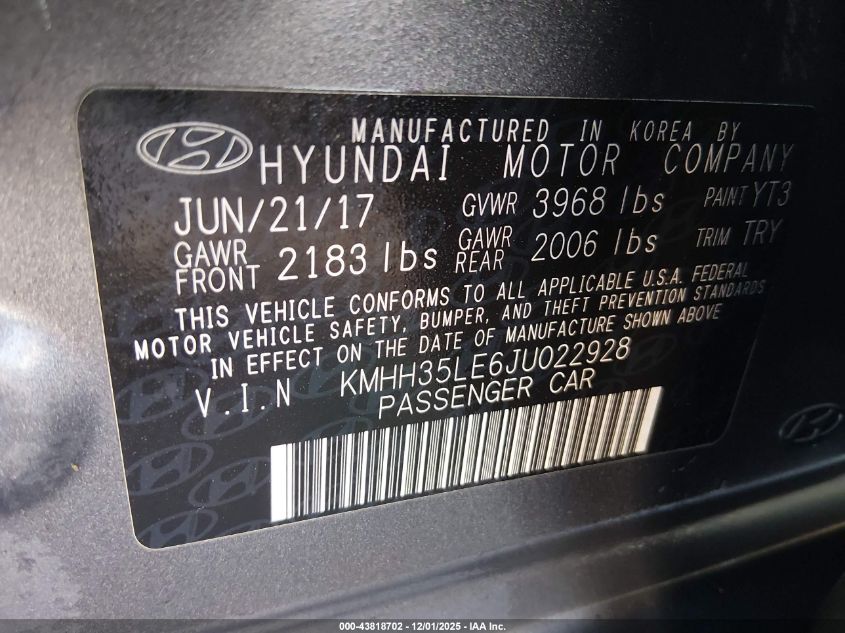 MANUFACTURED IN KOREA BY
HYUNDAI MOTOR COMPANY
JUN/21/17 GVWR 3968 lbs PAINT YT3
GAWR FRONT 2183 lbs GAWR REAR 2006 lbs TRIM TRY
THIS VEHICLE CONFORMS TO ALL APPLICABLE U.S.A. FEDERAL
MOTOR VEHICLE SAFETY, BUMPER, AND THEFT PREVENTION STANDARDS
IN EFFECT ON THE DATE OF MANUFACTURE SHOWN ABOVE
V.I.N KMHH35LE6JU022928
PASSENGER CAR
000-43818702 - 12/01/2025 - IAA Inc.